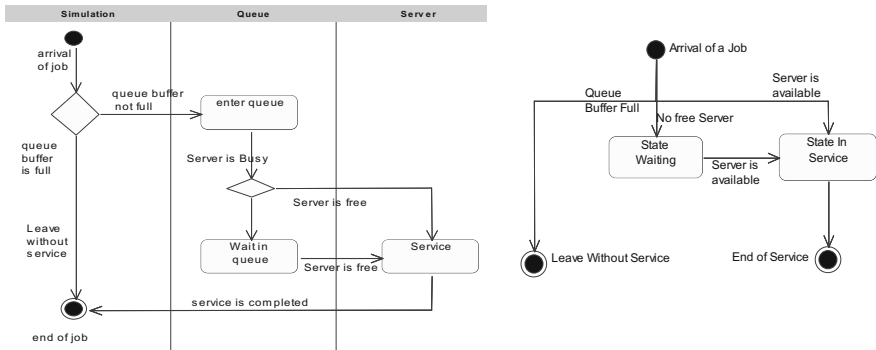 Simulation
Queue
Server
arrival
of job
queue buffer
not full
enter queue
queue
buffer
is full
Server is Busy
Server is free
Leave
without
service
Wait in
queue
Server is free
Service
service is completed
end of job
Arrival of a Job
Queue
Buffer Full
Server is
available
No free Server
State
Waiting
Server is
available
State In
Service
Leave Without Service
End of Service